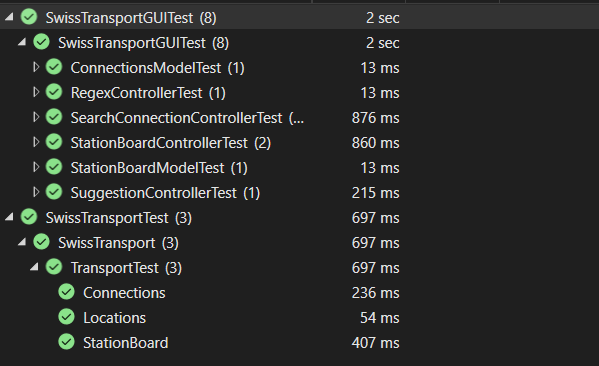 SwissTransportGUITest (8) 2 sec
SwissTransportGUITest (8) 2 sec
ConnectionsModelTest (1) 13 ms
RegexControllerTest (1) 13 ms
SearchConnectionControllerTest (... 876 ms
StationBoardControllerTest (2) 860 ms
StationBoardModelTest (1) 13 ms
SuggestionControllerTest (1) 215 ms
SwissTransportTest (3) 697 ms
SwissTransport (3) 697 ms
TransportTest (3) 697 ms
Connections 236 ms
Locations 54 ms
StationBoard 407 ms